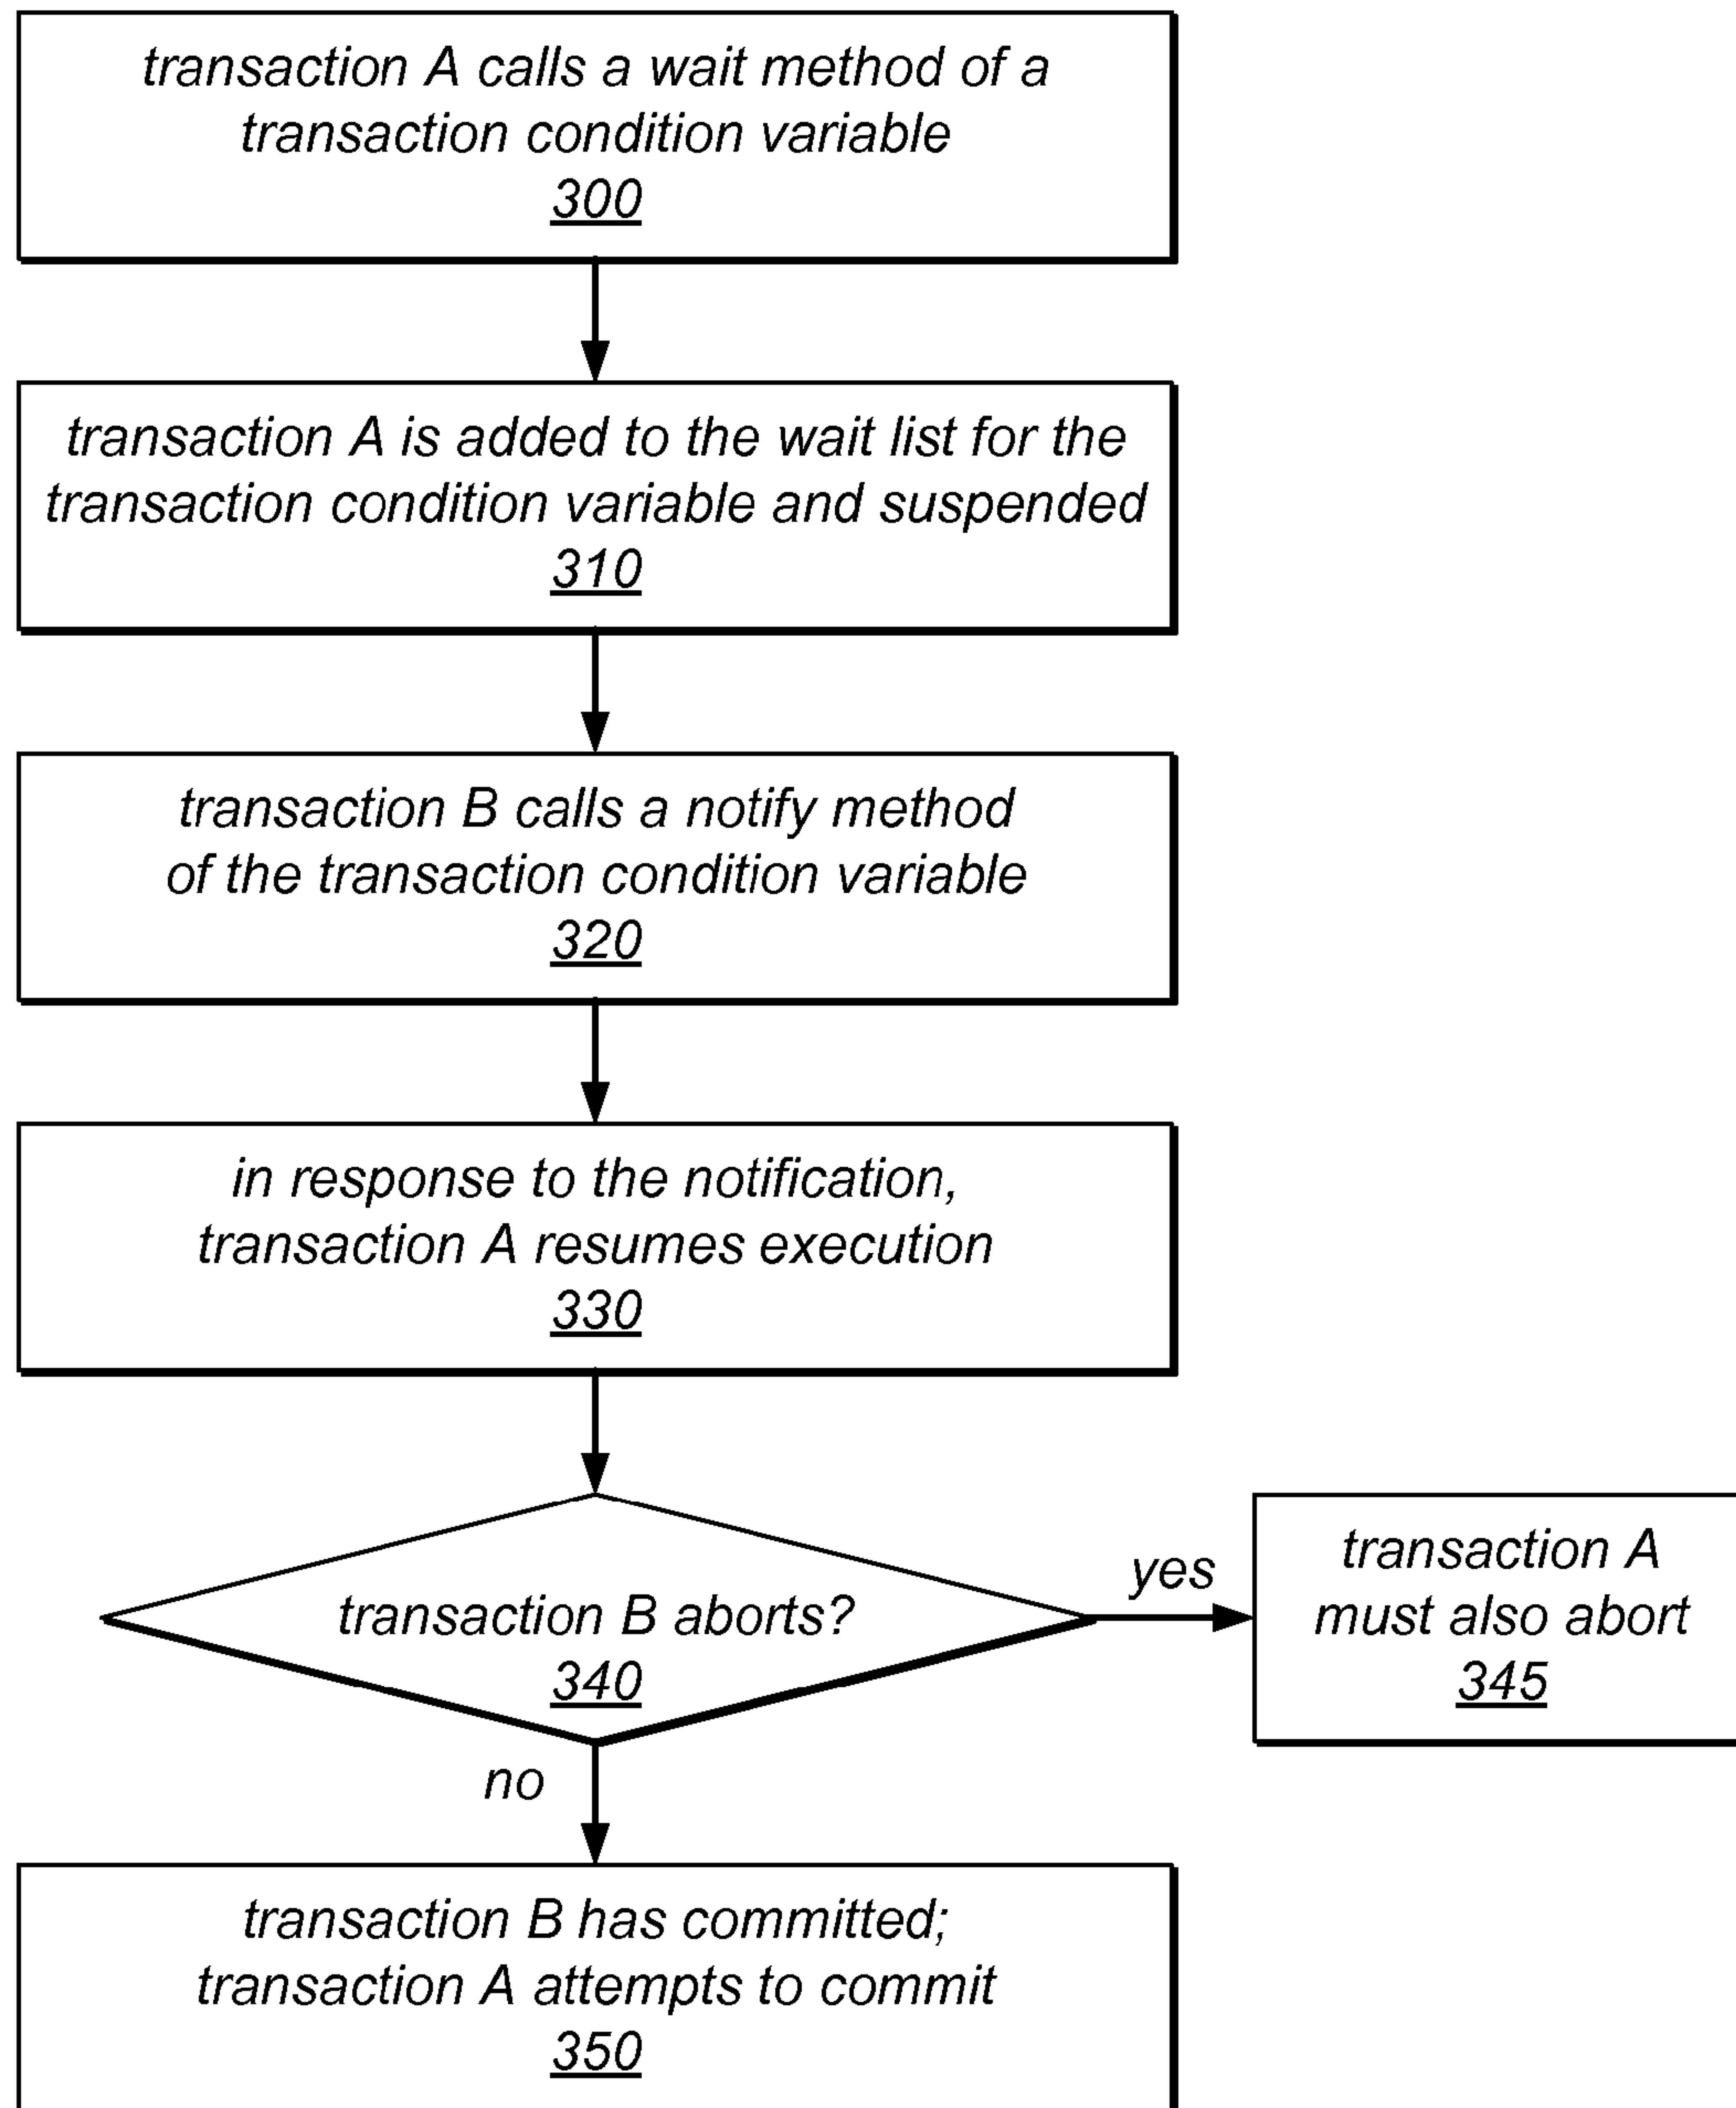 transaction A calls a wait method of a
transaction condition variable
300
transaction A is added to the wait list for the
transaction condition variable and suspended
310
transaction B calls a notify method
of the transaction condition variable
320
in response to the notification,
transaction A resumes execution
330
transaction B aborts?
340
yes
transaction A
must also abort
345
no
transaction B has committed;
transaction A attempts to commit
350